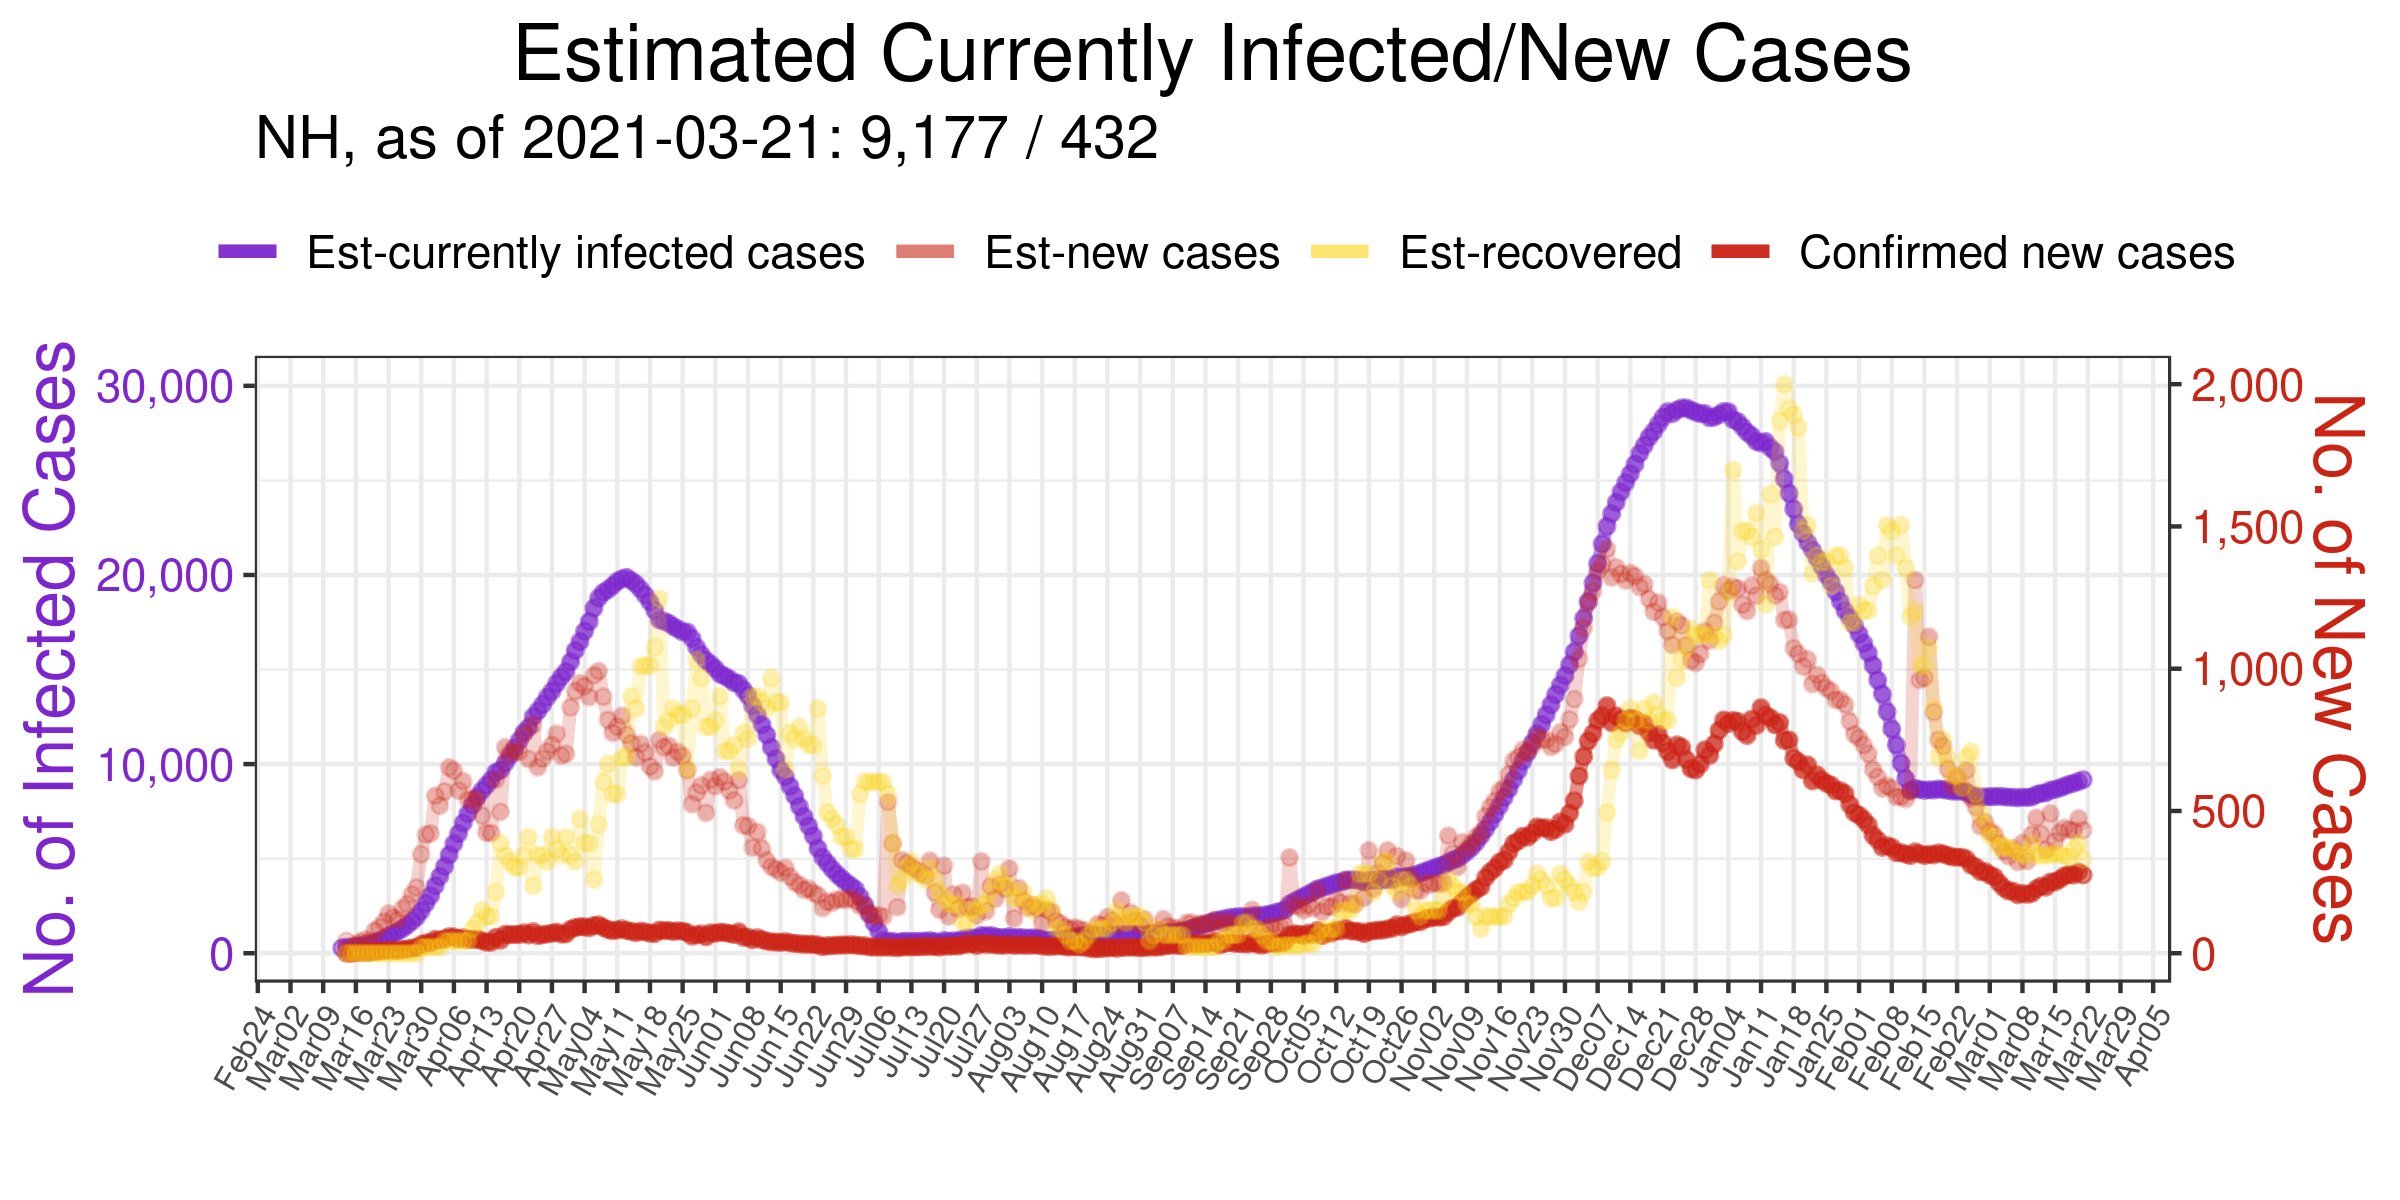 Estimated Currently Infected/New Cases
NH, as of 2021-03-21: 9,177 / 432
Est-currently infected cases Est-new cases Est-recovered Confirmed new cases
No. of Infected Cases
30,000
20,000
10,000
0
2,000
1,500
1,000
500
0
No. of New Cases
Feb24 Mar02 Mar09 Mar16 Mar23 Mar30 Apr06 Apr13 Apr20 Apr27 May04 May11 May18 May25 Jun01 Jun08 Jun15 Jun22 Jun29 Jul06 Jul13 Jul20 Jul27 Aug03 Aug10 Aug17 Aug24 Aug31 Sep07 Sep14 Sep21 Sep28 Oct05 Oct12 Oct19 Oct26 Nov02 Nov09 Nov16 Nov23 Nov30 Dec07 Dec14 Dec21 Dec28 Jan04 Jan11 Jan18 Jan25 Feb01 Feb08 Feb15 Feb22 Mar01 Mar08 Mar15 Mar22 Mar29 Apr05